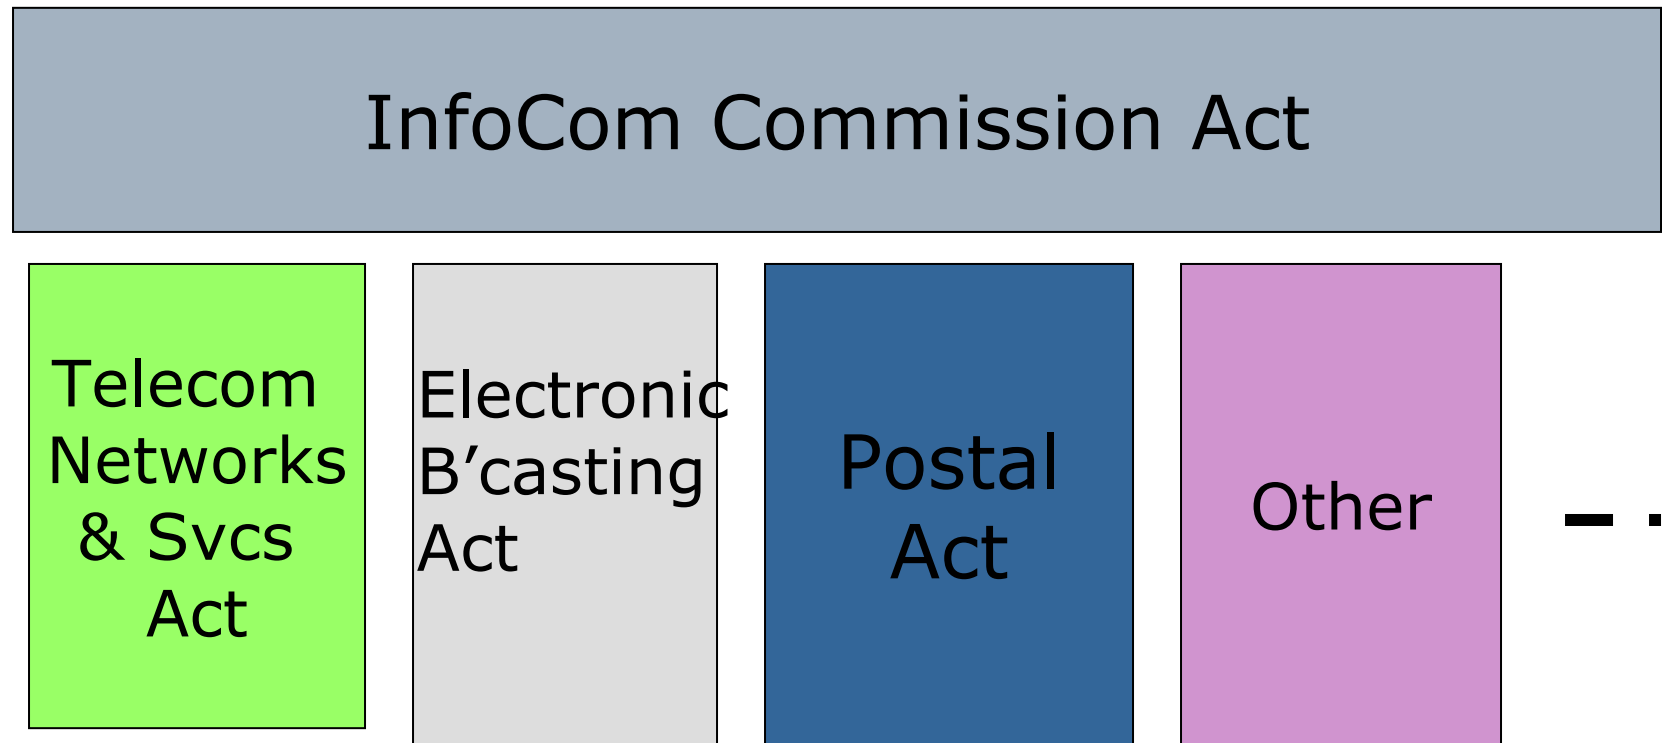 InfoCom Commission Act
Telecom
Networks
& Svcs
Act
Electronic
B’casting
Act
Postal
Act
Other